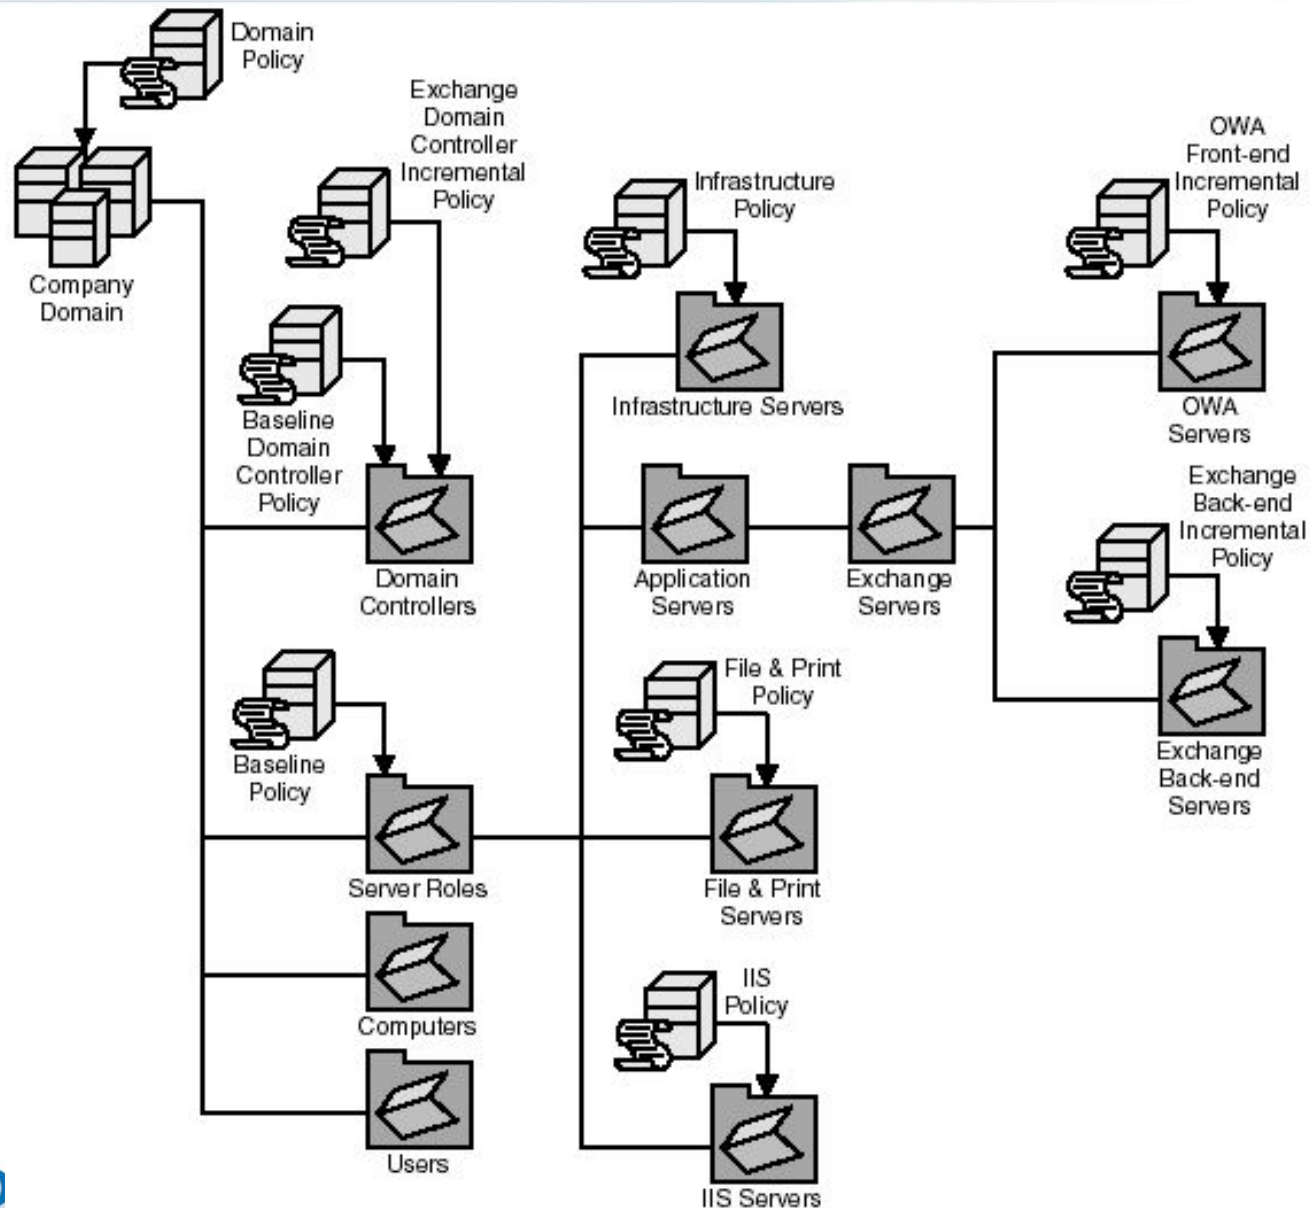 Domain
Policy
Exchange
Domain
Controller
Incremental
Policy
Company
Domain
Infrastructure
Policy
OWA
Front-end
Incremental
Policy
Baseline
Domain
Controller
Policy
Infrastructure Servers
OWA
Servers
Domain
Controllers
Application
Servers
Exchange
Servers
Exchange
Back-end
Incremental
Policy
Baseline
Policy
File & Print
Policy
Exchange
Back-end
Servers
Server Roles
File & Print
Servers
Computers
IIS
Policy
Users
IIS Servers